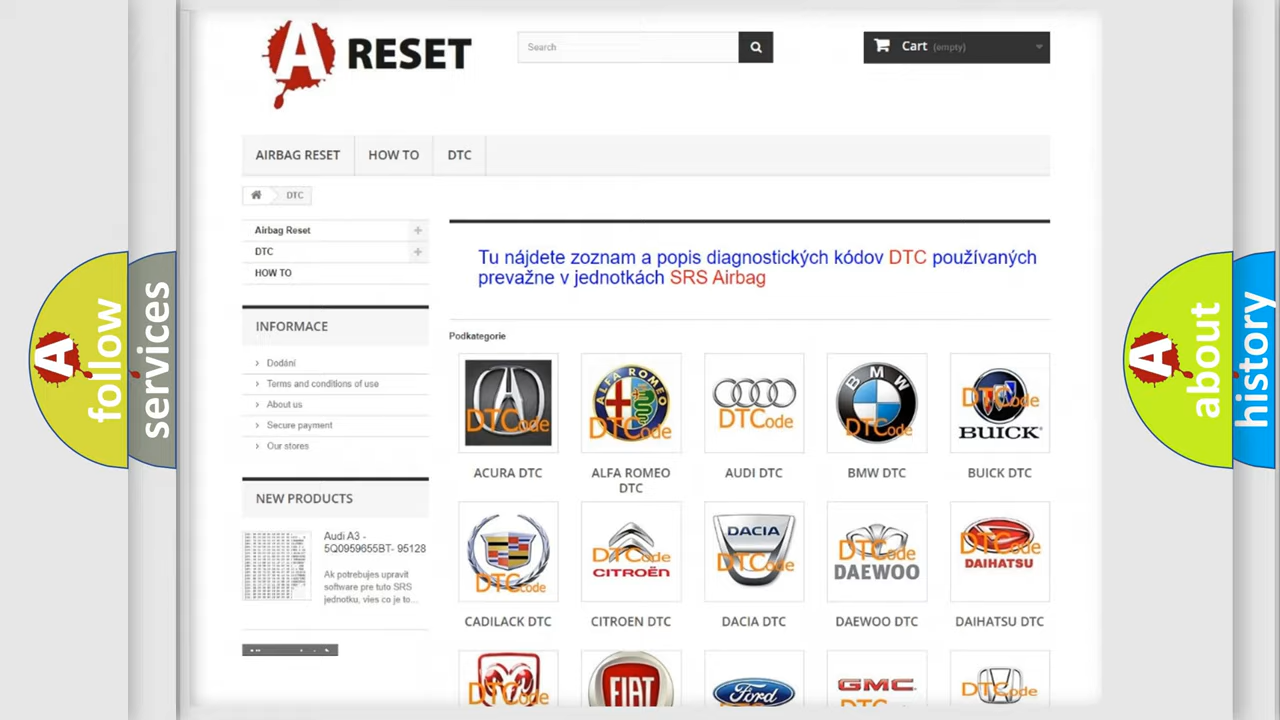 A RESET
Search
Cart (empty)
AIRBAG RESET
HOW TO
DTC
DTC
Airbag Reset
DTC
HOW TO
INFORMACE
Dodání
Terms and conditions of use
About us
Secure payment
Our stores
NEW PRODUCTS
Audi A3 -
5Q0959655BT- 95128
Ak potrebujes upravit
software pre tuto SRS
jednotku, vies co je to...
Tu nájdete zoznam a popis diagnostických kódov DTC používaných
prevažne v jednotkách SRS Airbag
Podkategorie
DTCode
ALFA ROMEO
DTCode
DTCode
BMW
DTCode
DTCode
BUICK
ACURA DTC
ALFA ROMEO
DTC
AUDI DTC
BMW DTC
BUICK DTC
DTCode
DTCode
CITROËN
DACIA
DTCode
DTCode
DAEWOO
DTCode
DAIHATSU
CADILACK DTC
CITROEN DTC
DACIA DTC
DAEWOO DTC
DAIHATSU DTC
DTCode
FIAT
Ford
DTCode
GMC
DTCode
A follow
services
A about
history